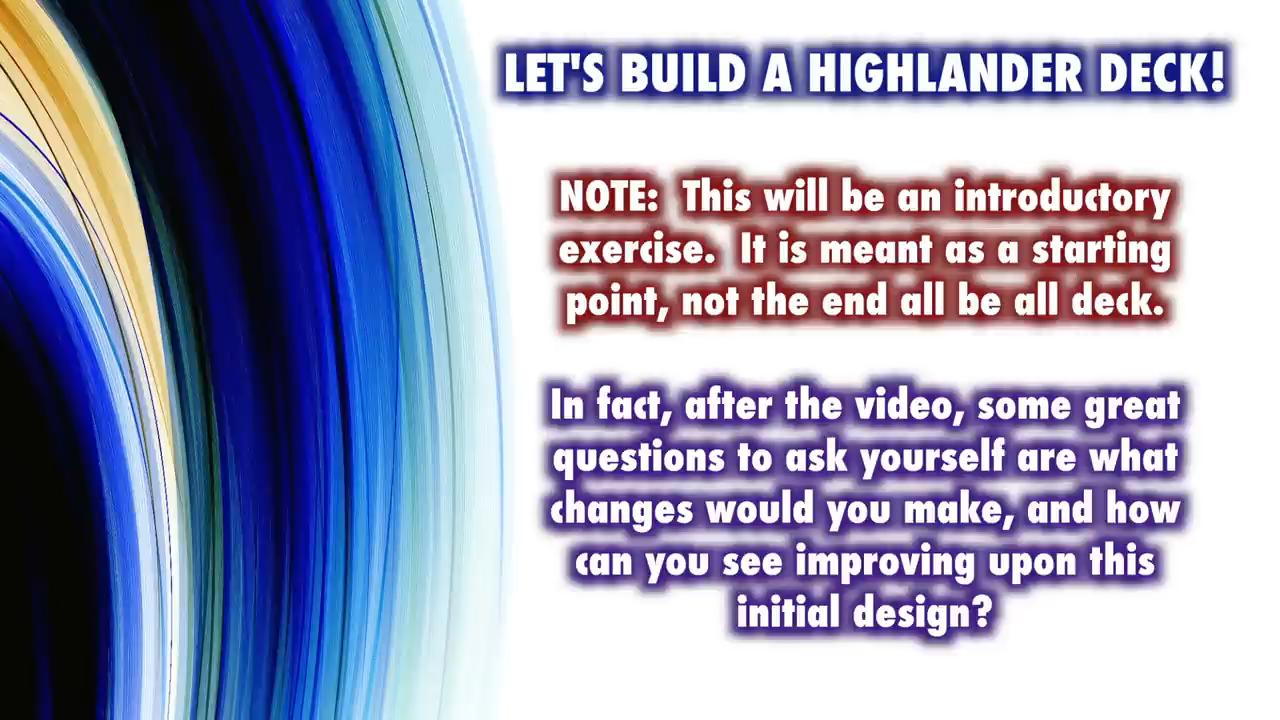 LET'S BUILD A HIGHLANDER DECK!
NOTE:  This will be an introductory
exercise.  It is meant as a starting
point, not the end all be all deck.
In fact, after the video, some great
questions to ask yourself are what
changes would you make, and how
can you see improving upon this
initial design?